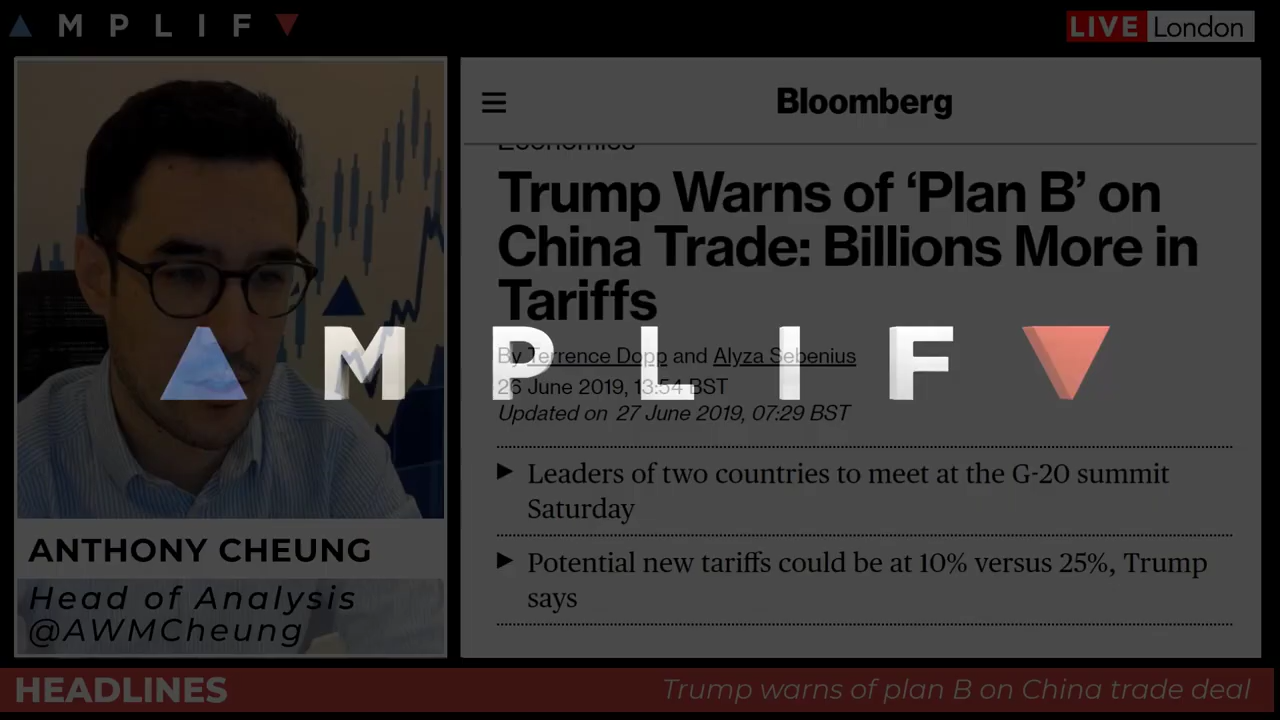 ▲ M P L I F ▼
LIVE London
Bloomberg
Economics
Trump Warns of ‘Plan B’ on
China Trade: Billions More in
Tariffs
▲ M P L I F ▼
By Terrence Dopp and Alyza Sebenius
26 June 2019, 13:54 BST
Updated on 27 June 2019, 07:29 BST
Leaders of two countries to meet at the G-20 summit
Saturday
Potential new tariffs could be at 10% versus 25%, Trump
says
ANTHONY CHEUNG
Head of Analysis
@AWMCheung
HEADLINES
Trump warns of plan B on China trade deal